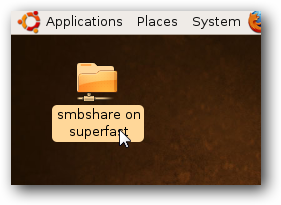 Applications Places System
smbshare on
superfast